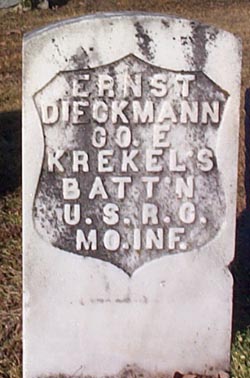 ERNST
DIECKMANN
CO. E
KREKEL'S
BATT'N
U.S.R.C.
MO. INF.